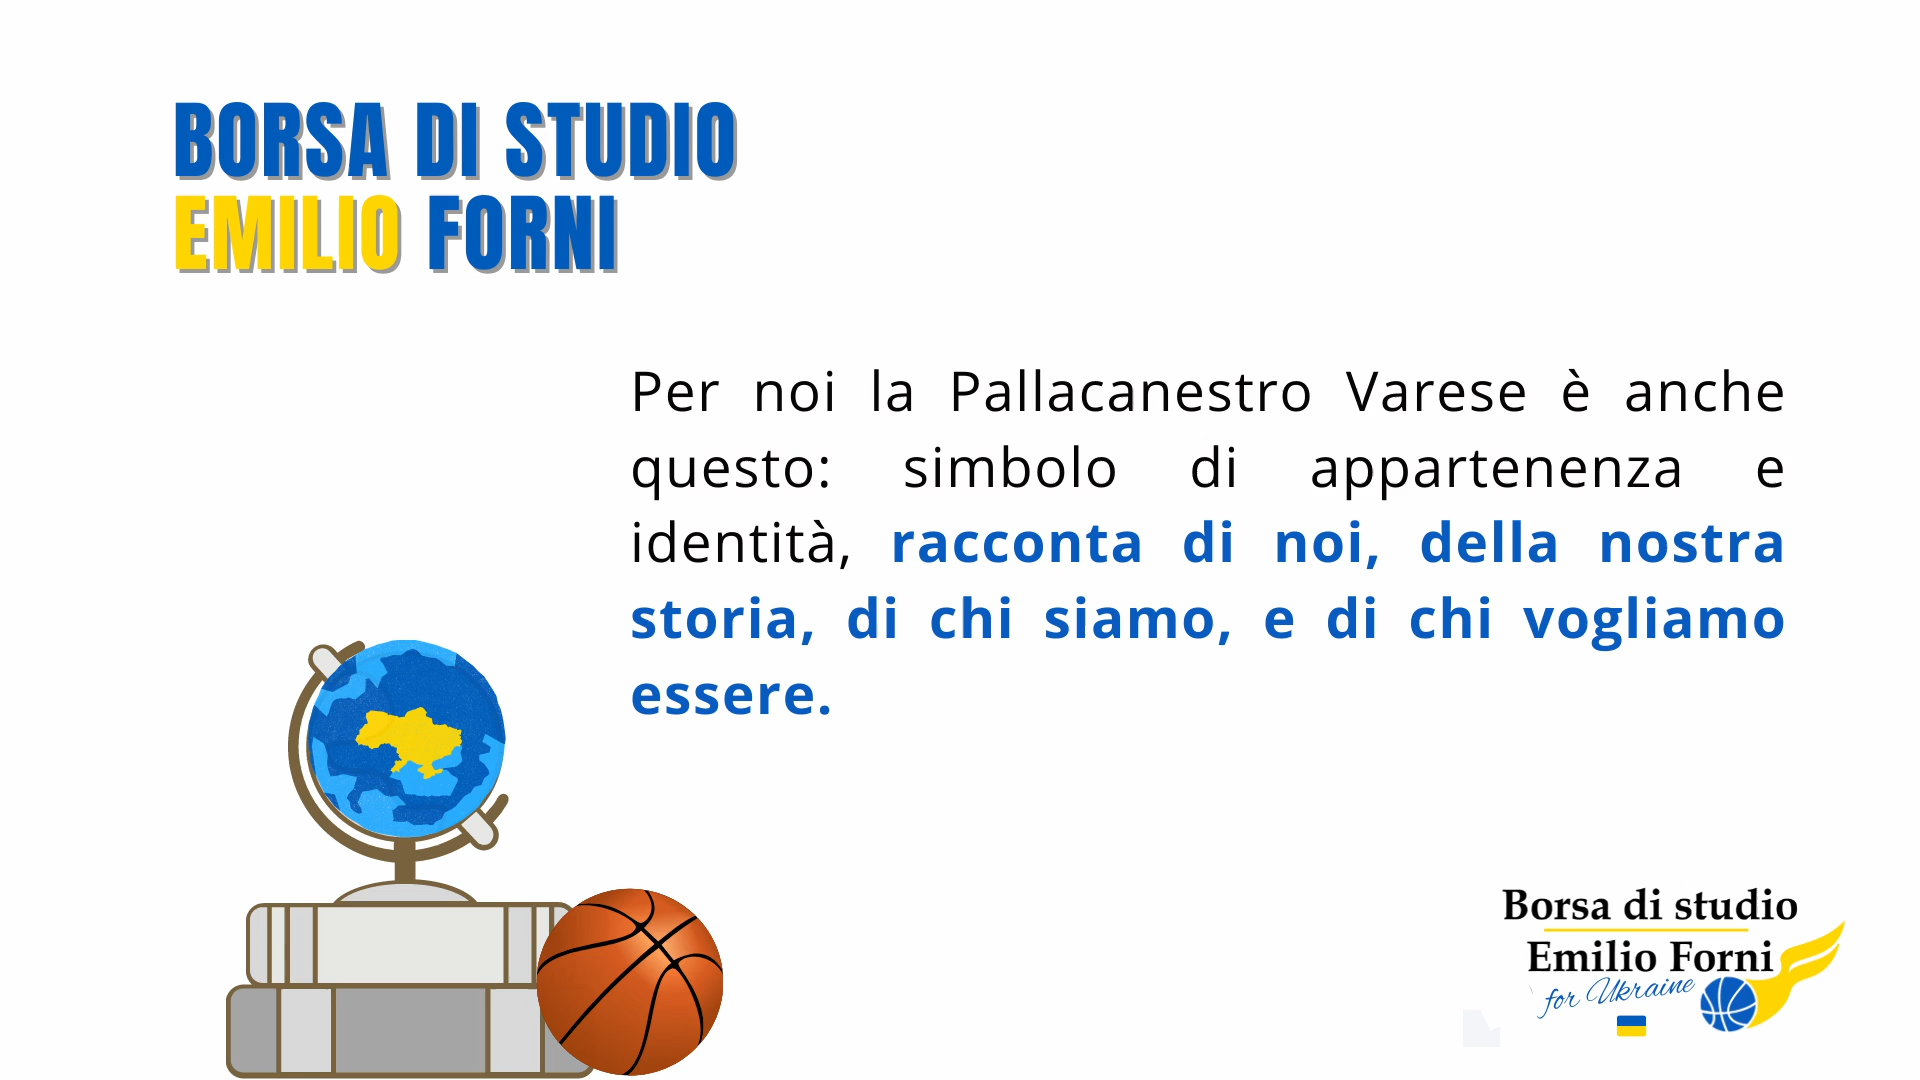 BORSA DI STUDIO
EMILIO FORNI
Per noi la Pallacanestro Varese è anche
questo: simbolo di appartenenza e
identità, racconta di noi, della nostra
storia, di chi siamo, e di chi vogliamo
essere.
Borsa di studio
Emilio Forni
for Ukraine